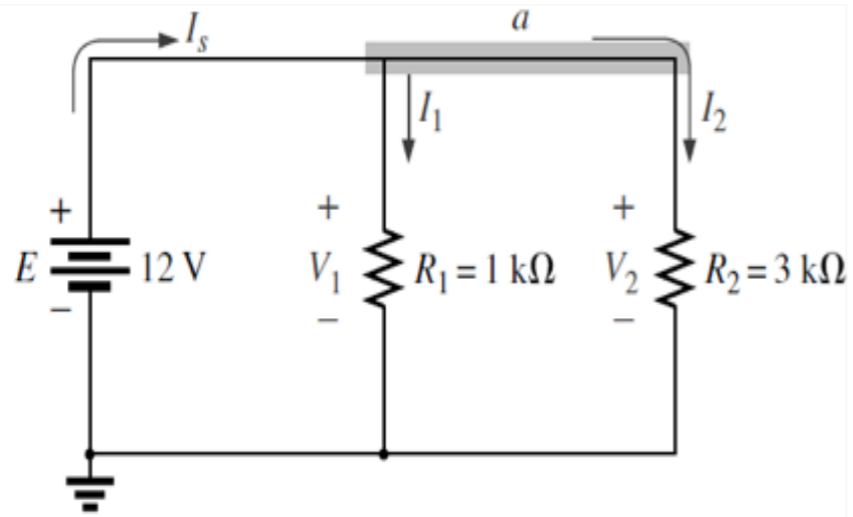 a
I_s
I_1
I_2
+
E
12 V
−
+
V_1
−
R_1 = 1 kΩ
+
V_2
−
R_2 = 3 kΩ